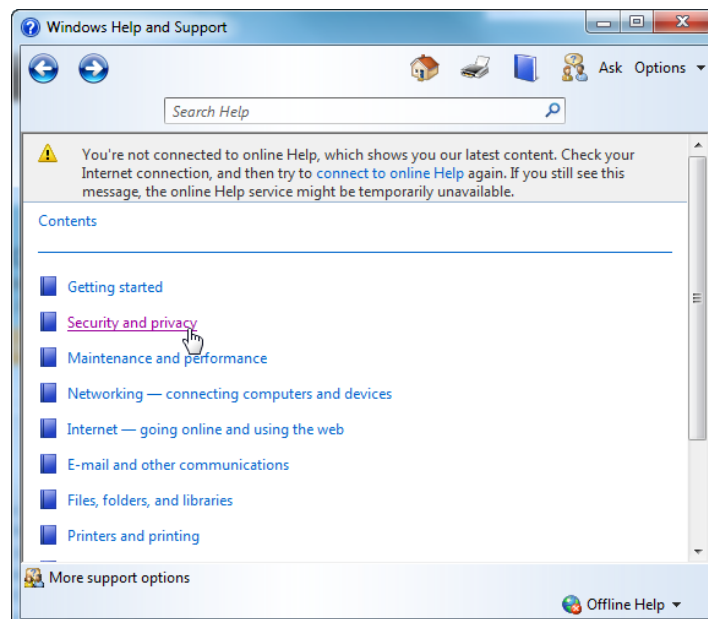 Windows Help and Support
Ask Options
Search Help
You're not connected to online Help, which shows you our latest content. Check your
Internet connection, and then try to connect to online Help again. If you still see this
message, the online Help service might be temporarily unavailable.
Contents
Getting started
Security and privacy
Maintenance and performance
Networking — connecting computers and devices
Internet — going online and using the web
E-mail and other communications
Files, folders, and libraries
Printers and printing
More support options
Offline Help